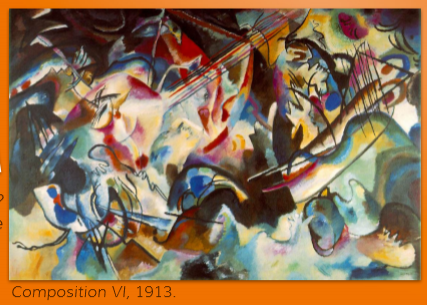 Composition VI, 1913.